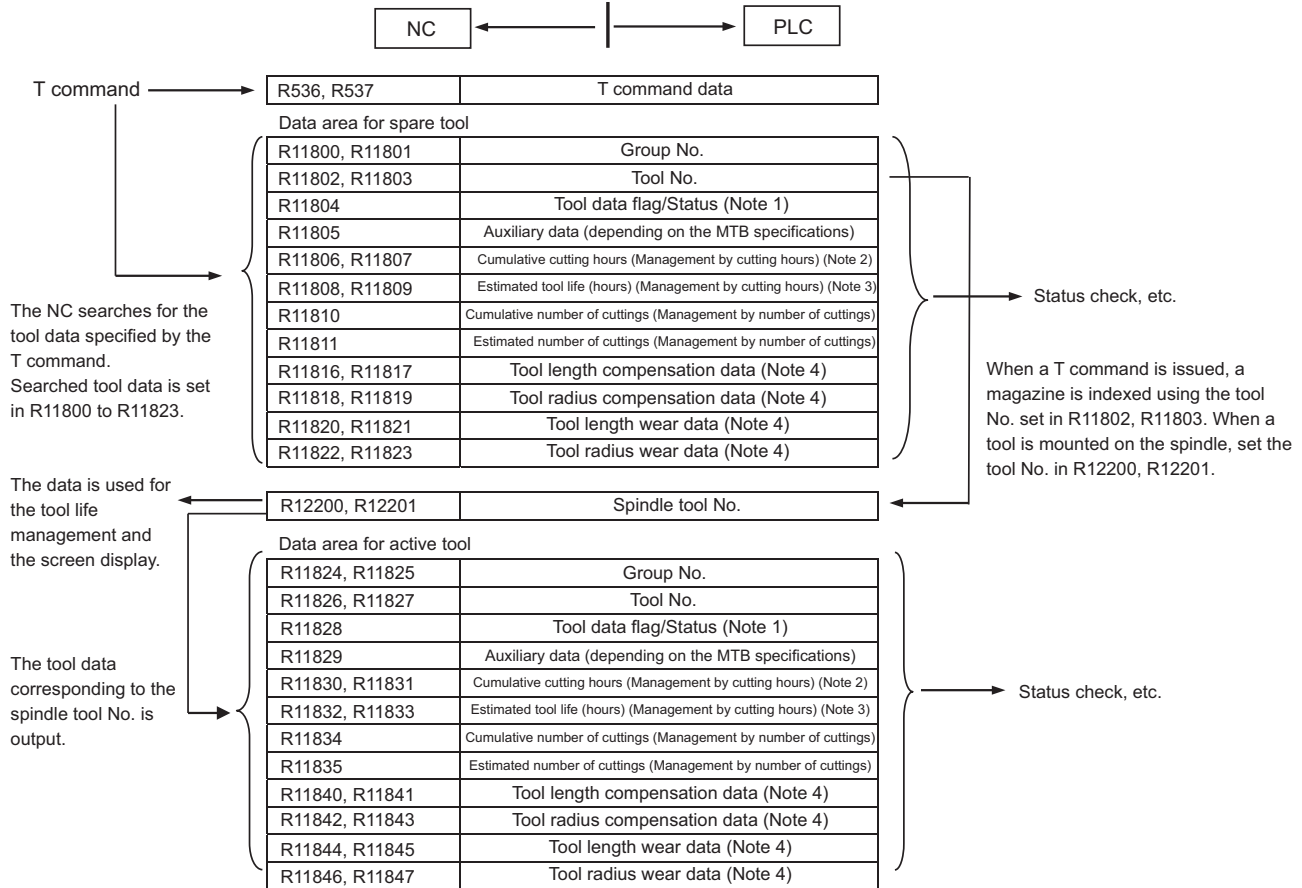 NC
PLC
T command
R536, R537 T command data
Data area for spare tool
R11800, R11801 Group No.
R11802, R11803 Tool No.
R11804 Tool data flag/Status (Note 1)
R11805 Auxiliary data (depending on the MTB specifications)
R11806, R11807 Cumulative cutting hours (Management by cutting hours) (Note 2)
R11808, R11809 Estimated tool life (hours) (Management by cutting hours) (Note 3)
R11810 Cumulative number of cuttings (Management by number of cuttings)
R11811 Estimated number of cuttings (Management by number of cuttings)
R11816, R11817 Tool length compensation data (Note 4)
R11818, R11819 Tool radius compensation data (Note 4)
R11820, R11821 Tool length wear data (Note 4)
R11822, R11823 Tool radius wear data (Note 4)
The NC searches for the
tool data specified by the
T command.
Searched tool data is set
in R11800 to R11823.
Status check, etc.
When a T command is issued, a
magazine is indexed using the tool
No. set in R11802, R11803. When a
tool is mounted on the spindle, set the
tool No. in R12200, R12201.
The data is used for
the tool life
management and
the screen display.
R12200, R12201 Spindle tool No.
Data area for active tool
R11824, R11825 Group No.
R11826, R11827 Tool No.
R11828 Tool data flag/Status (Note 1)
R11829 Auxiliary data (depending on the MTB specifications)
R11830, R11831 Cumulative cutting hours (Management by cutting hours) (Note 2)
R11832, R11833 Estimated tool life (hours) (Management by cutting hours) (Note 3)
R11834 Cumulative number of cuttings (Management by number of cuttings)
R11835 Estimated number of cuttings (Management by number of cuttings)
R11840, R11841 Tool length compensation data (Note 4)
R11842, R11843 Tool radius compensation data (Note 4)
R11844, R11845 Tool length wear data (Note 4)
R11846, R11847 Tool radius wear data (Note 4)
The tool data
corresponding to the
spindle tool No. is
output.
Status check, etc.